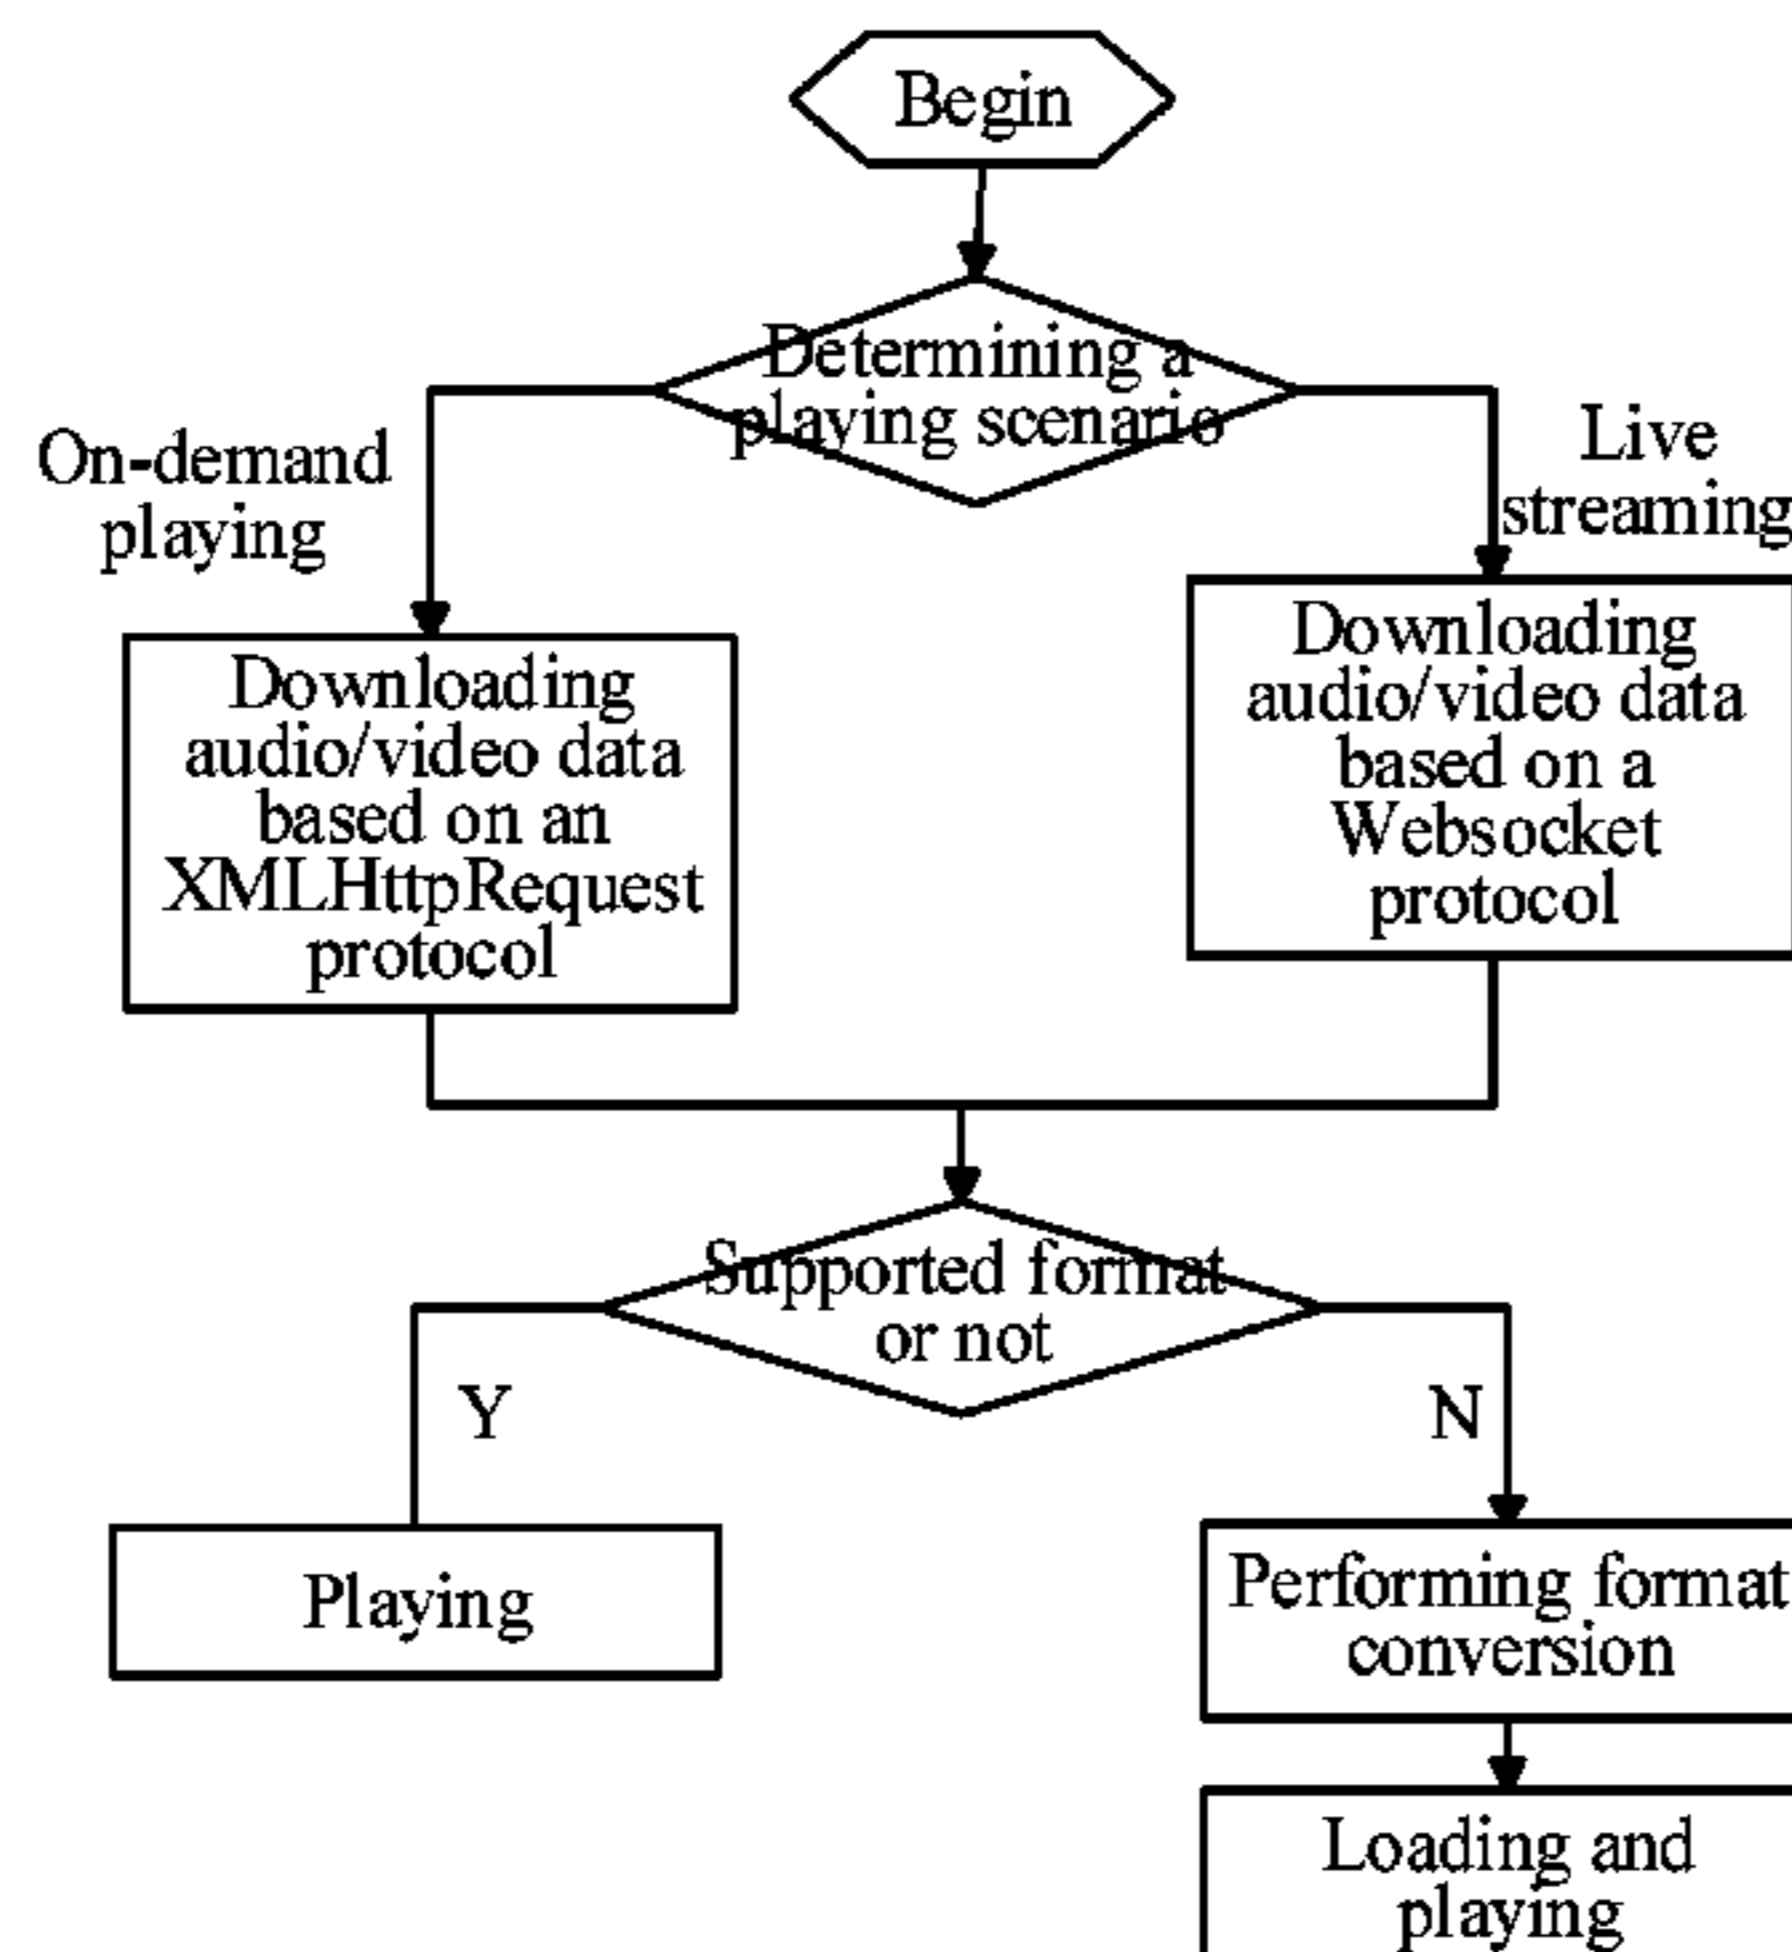 Begin
Determining a
playing scenario
On-demand
playing
Live
streaming
Downloading
audio/video data
based on an
XMLHttpRequest
protocol
Downloading
audio/video data
based on a
Websocket
protocol
Supported format
or not
Y
N
Playing
Performing format
conversion
Loading and
playing